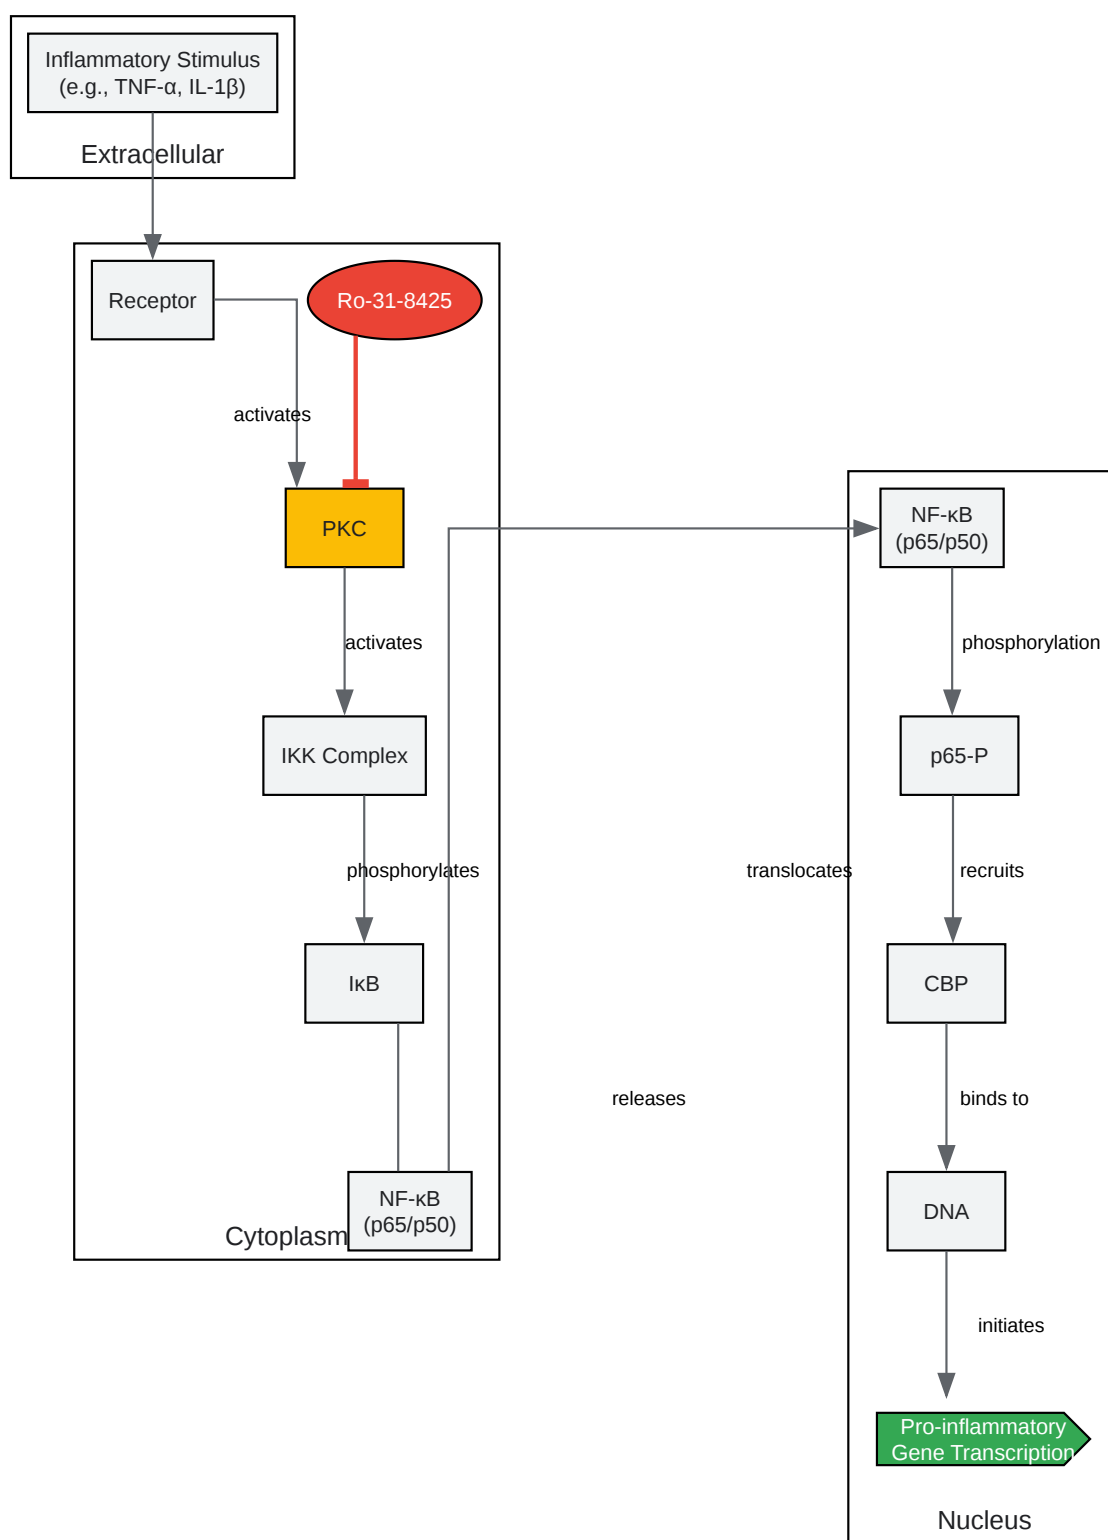 Inflammatory Stimulus
(e.g., TNF-α, IL-1β)
Extracellular
Receptor
Ro-31-8425
activates
PKC
activates
IKK Complex
phosphorylates
IκB
releases
NF-κB
(p65/p50)
Cytoplasm
translocates
NF-κB
(p65/p50)
phosphorylation
p65-P
recruits
CBP
binds to
DNA
initiates
Pro-inflammatory
Gene Transcription
Nucleus